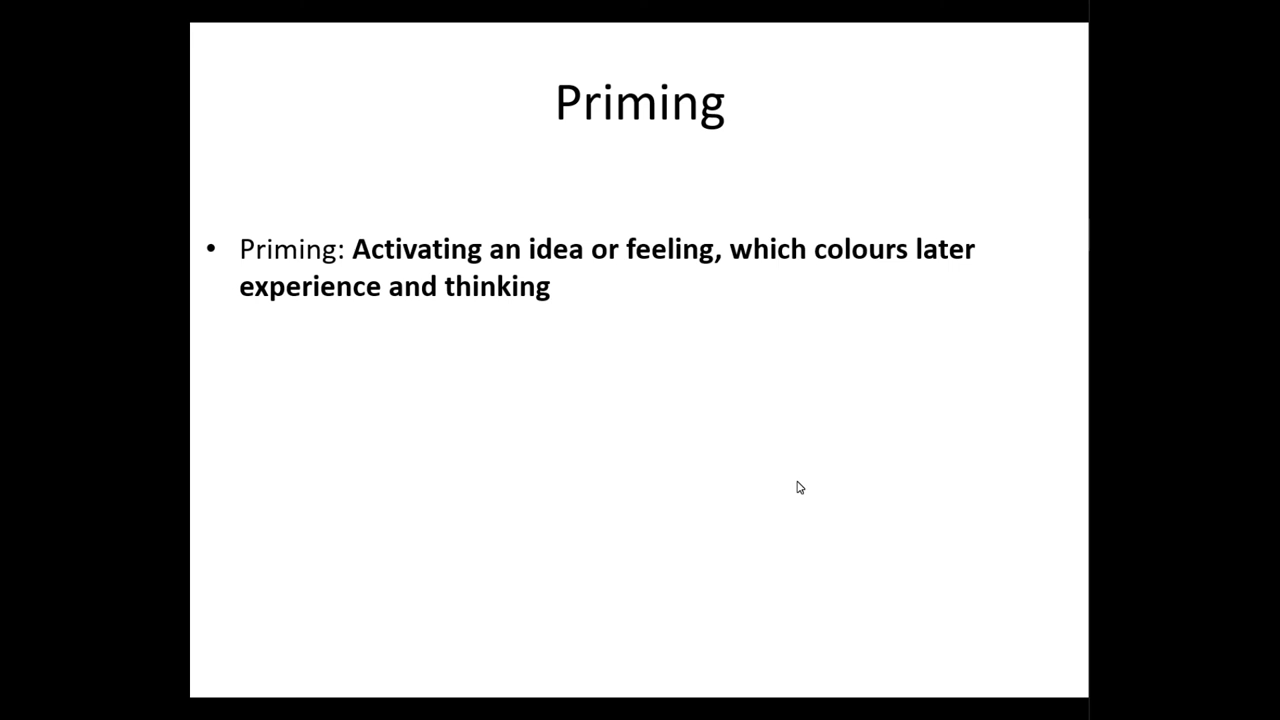 Priming
• Priming: Activating an idea or feeling, which colours later
experience and thinking